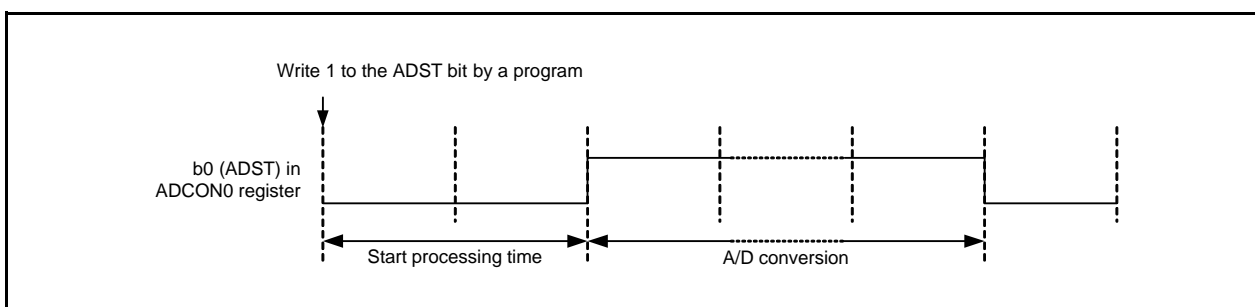 Write 1 to the ADST bit by a program
b0 (ADST) in
ADCON0 register
Start processing time
A/D conversion